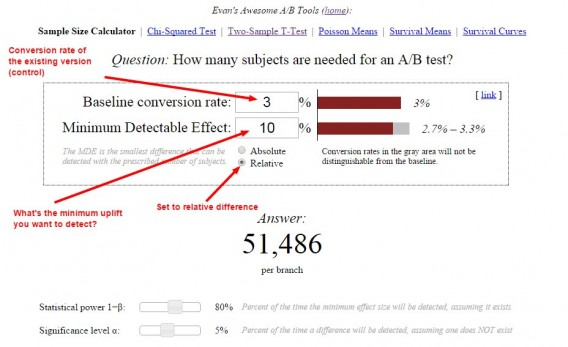 Evan's Awesome A/B Tools (home):
Sample Size Calculator | Chi-Squared Test | Two-Sample T-Test | Poisson Means | Survival Means | Survival Curves
Conversion rate of
the existing version
(control)
Question: How many subjects are needed for an A/B test?
Baseline conversion rate: 3 % 3% [ link ]
Minimum Detectable Effect: 10 % 2.7% – 3.3%
The MDE is the smallest difference that can be
detected with the prescribed number of subjects.
Absolute
Relative
Conversion rates in the gray area will not be
distinguishable from the baseline.
What's the minimum uplift
you want to detect?
Set to relative difference
Answer:
51,486
per branch
Statistical power 1−β: 80% Percent of the time the minimum effect size will be detected, assuming it exists
Significance level α: 5% Percent of the time a difference will be detected, assuming one does NOT exist